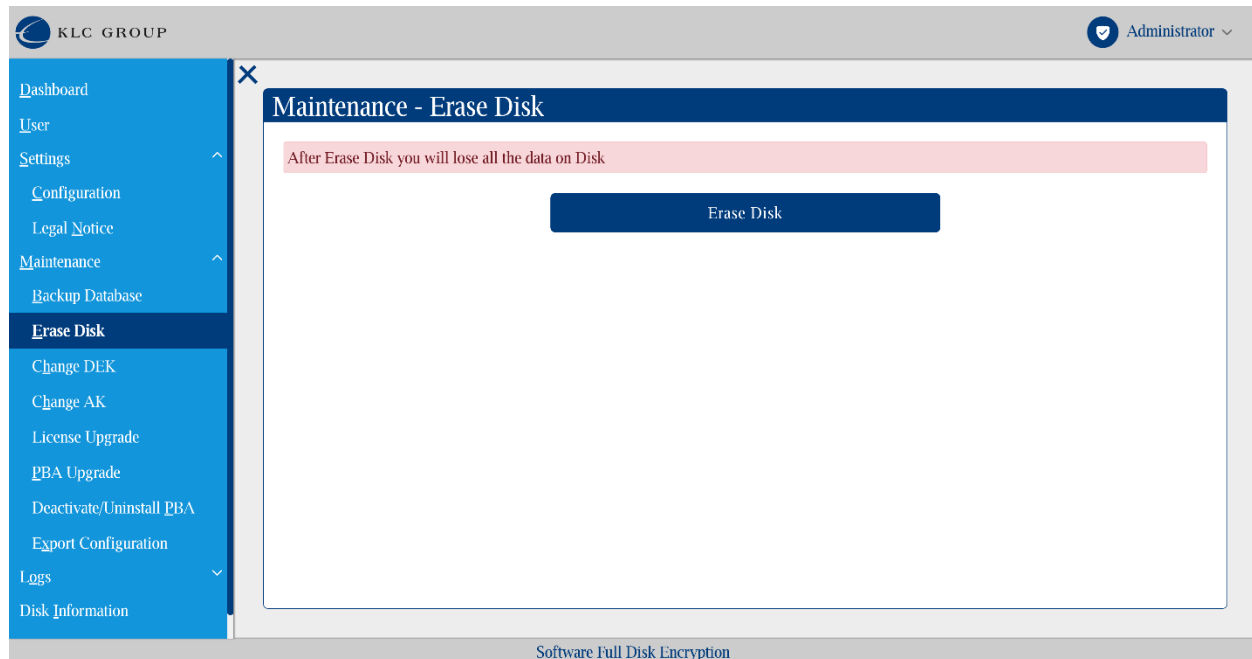 KLC GROUP
Administrator
Dashboard
User
Settings
Configuration
Legal Notice
Maintenance
Backup Database
Erase Disk
Change DEK
Change AK
License Upgrade
PBA Upgrade
Deactivate/Uninstall PBA
Export Configuration
Logs
Disk Information
Maintenance - Erase Disk
After Erase Disk you will lose all the data on Disk
Erase Disk
Software Full Disk Encryption